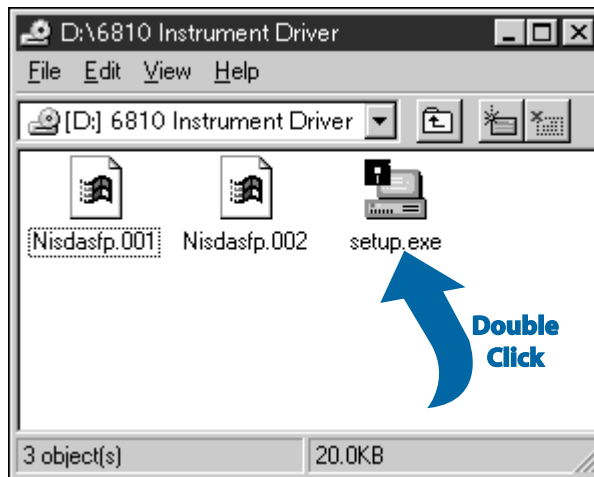 D:\6810 Instrument Driver
File Edit View Help
[D:] 6810 Instrument Driver
Nisdasfp.001 Nisdasfp.002 setup.exe
Double
Click
3 object(s) 20.0KB